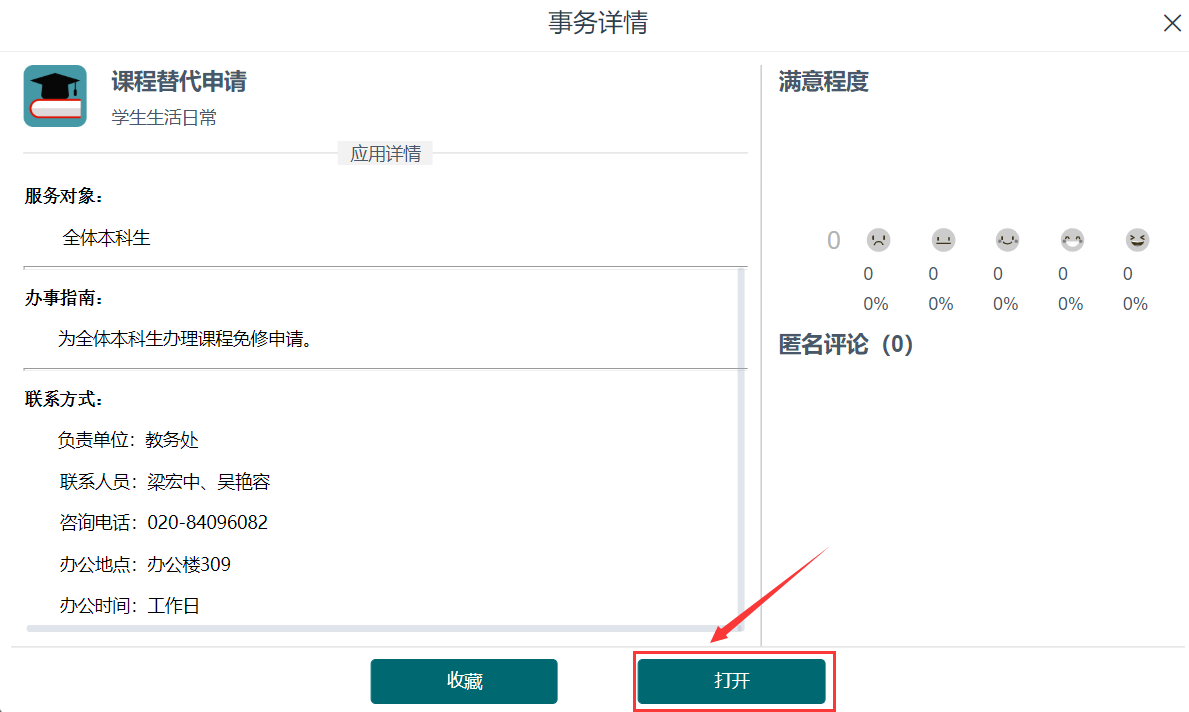 事务详情
课程替代申请
学生生活日常
应用详情
服务对象：
全体本科生
办事指南：
为全体本科生办理课程免修申请。
联系方式：
负责单位：教务处
联系人员：梁宏中、吴艳容
咨询电话：020-84096082
办公地点：办公楼309
办公时间：工作日
满意程度
0
0 0 0 0 0
0% 0% 0% 0% 0%
匿名评论（0）
收藏
打开